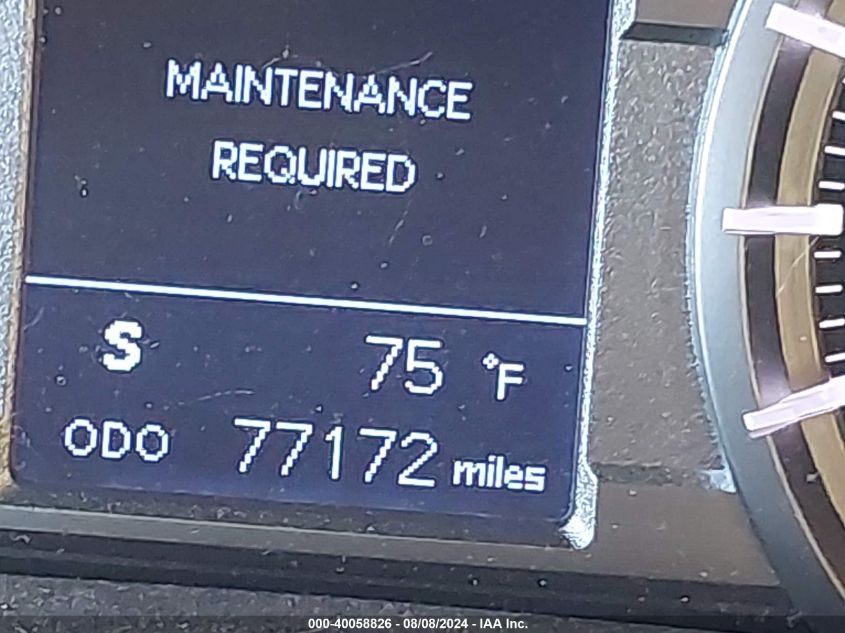 MAINTENANCE
REQUIRED
S 75 °F
ODO 77172 miles
000-40058826 - 08/08/2024 - IAA Inc.